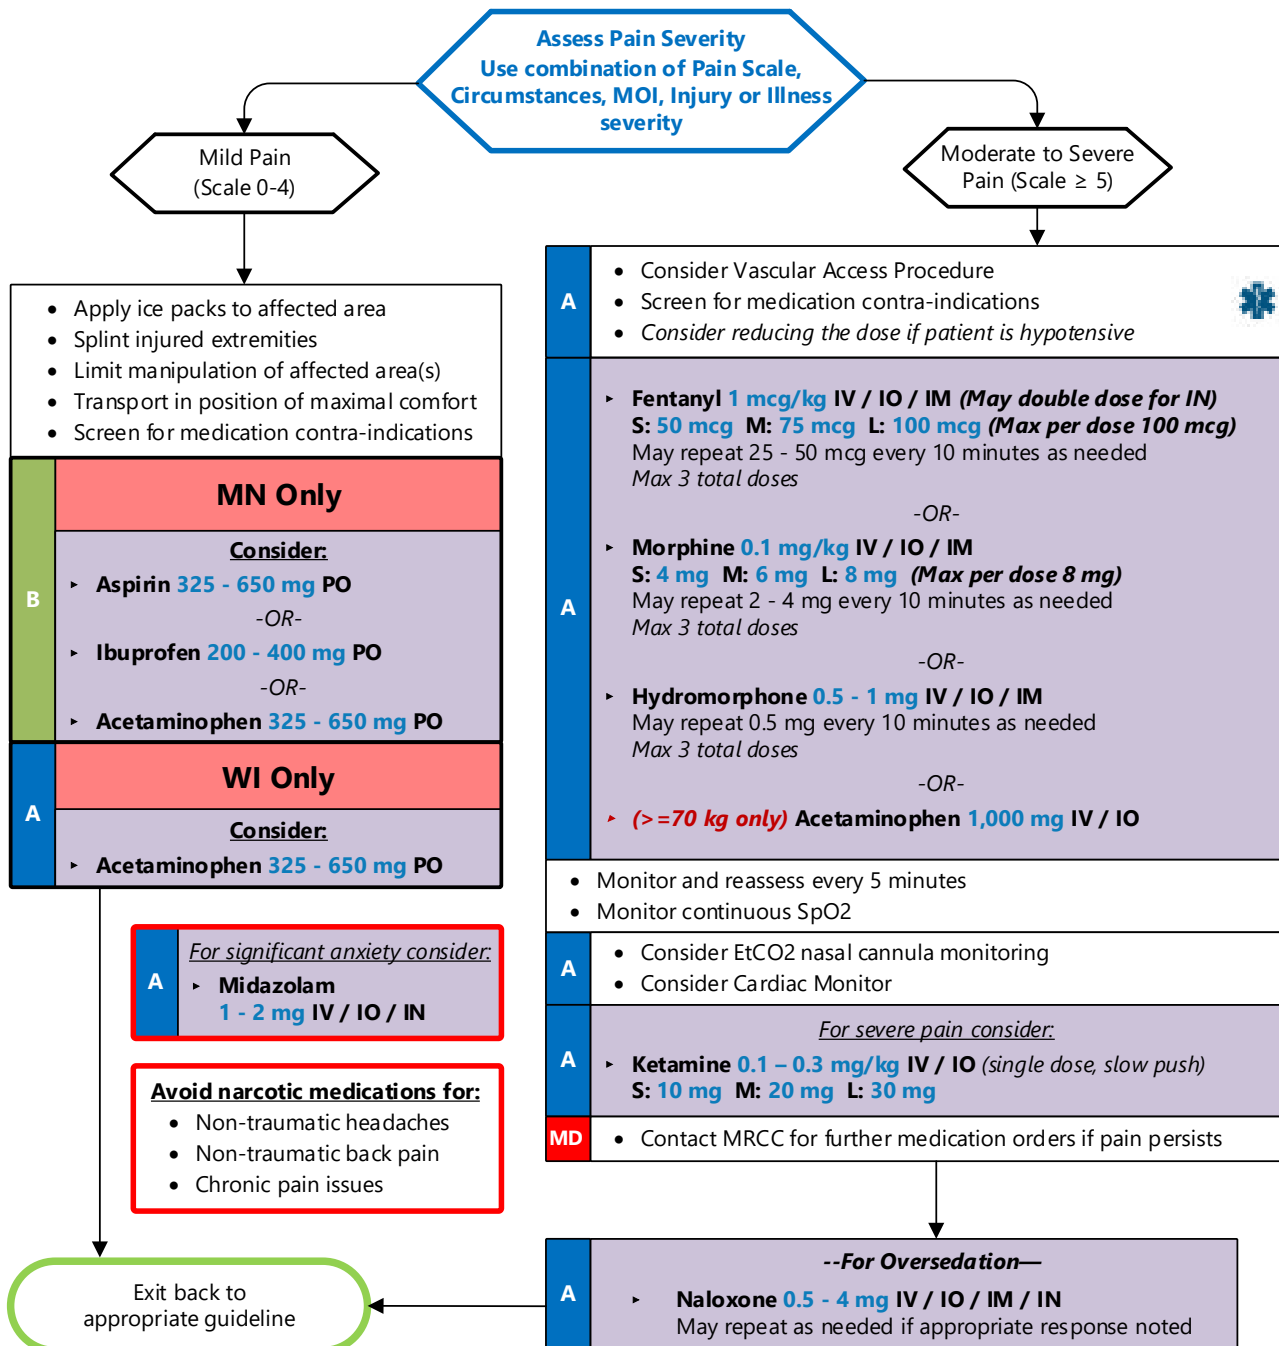 Assess Pain Severity
Use combination of Pain Scale,
Circumstances, MOI, Injury or Illness
severity
Mild Pain
(Scale 0-4)
Moderate to Severe
Pain (Scale ≥ 5)
• Apply ice packs to affected area
• Splint injured extremities
• Limit manipulation of affected area(s)
• Transport in position of maximal comfort
• Screen for medication contra-indications
B
MN Only
Consider:
▸ Aspirin 325 - 650 mg PO
-OR-
▸ Ibuprofen 200 - 400 mg PO
-OR-
▸ Acetaminophen 325 - 650 mg PO
A
WI Only
Consider:
▸ Acetaminophen 325 - 650 mg PO
A
For significant anxiety consider:
▸ Midazolam
1 - 2 mg IV / IO / IN
Avoid narcotic medications for:
• Non-traumatic headaches
• Non-traumatic back pain
• Chronic pain issues
A
• Consider Vascular Access Procedure
• Screen for medication contra-indications
• Consider reducing the dose if patient is hypotensive
A
▸ Fentanyl 1 mcg/kg IV / IO / IM (May double dose for IN)
S: 50 mcg M: 75 mcg L: 100 mcg (Max per dose 100 mcg)
May repeat 25 - 50 mcg every 10 minutes as needed
Max 3 total doses
-OR-
▸ Morphine 0.1 mg/kg IV / IO / IM
S: 4 mg M: 6 mg L: 8 mg (Max per dose 8 mg)
May repeat 2 - 4 mg every 10 minutes as needed
Max 3 total doses
-OR-
▸ Hydromorphone 0.5 - 1 mg IV / IO / IM
May repeat 0.5 mg every 10 minutes as needed
Max 3 total doses
-OR-
▸ (>=70 kg only) Acetaminophen 1,000 mg IV / IO
• Monitor and reassess every 5 minutes
• Monitor continuous SpO2
A
• Consider EtCO2 nasal cannula monitoring
• Consider Cardiac Monitor
A
For severe pain consider:
▸ Ketamine 0.1 – 0.3 mg/kg IV / IO (single dose, slow push)
S: 10 mg M: 20 mg L: 30 mg
MD
• Contact MRCC for further medication orders if pain persists
A
--For Oversedation—
▸ Naloxone 0.5 - 4 mg IV / IO / IM / IN
May repeat as needed if appropriate response noted
Exit back to
appropriate guideline